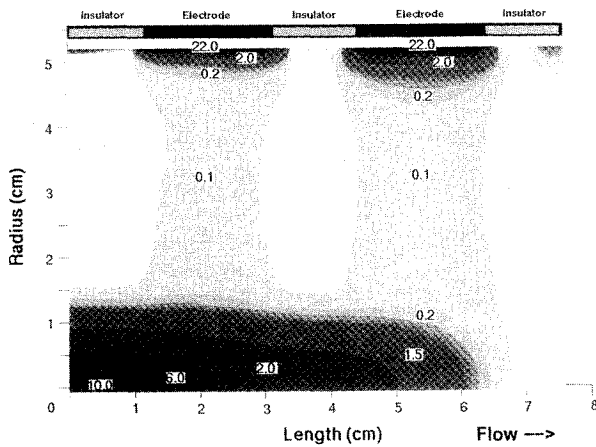 Insulator Electrode Insulator Electrode Insulator
22.0 22.0
5 2.0 2.0
0.2 0.2
4
0.1 0.1
3
Radius (cm)
2
0.2
1
1.5
10.0 6.0 2.0
0
0 1 2 3 4 5 6 7 8
Length (cm) Flow --->